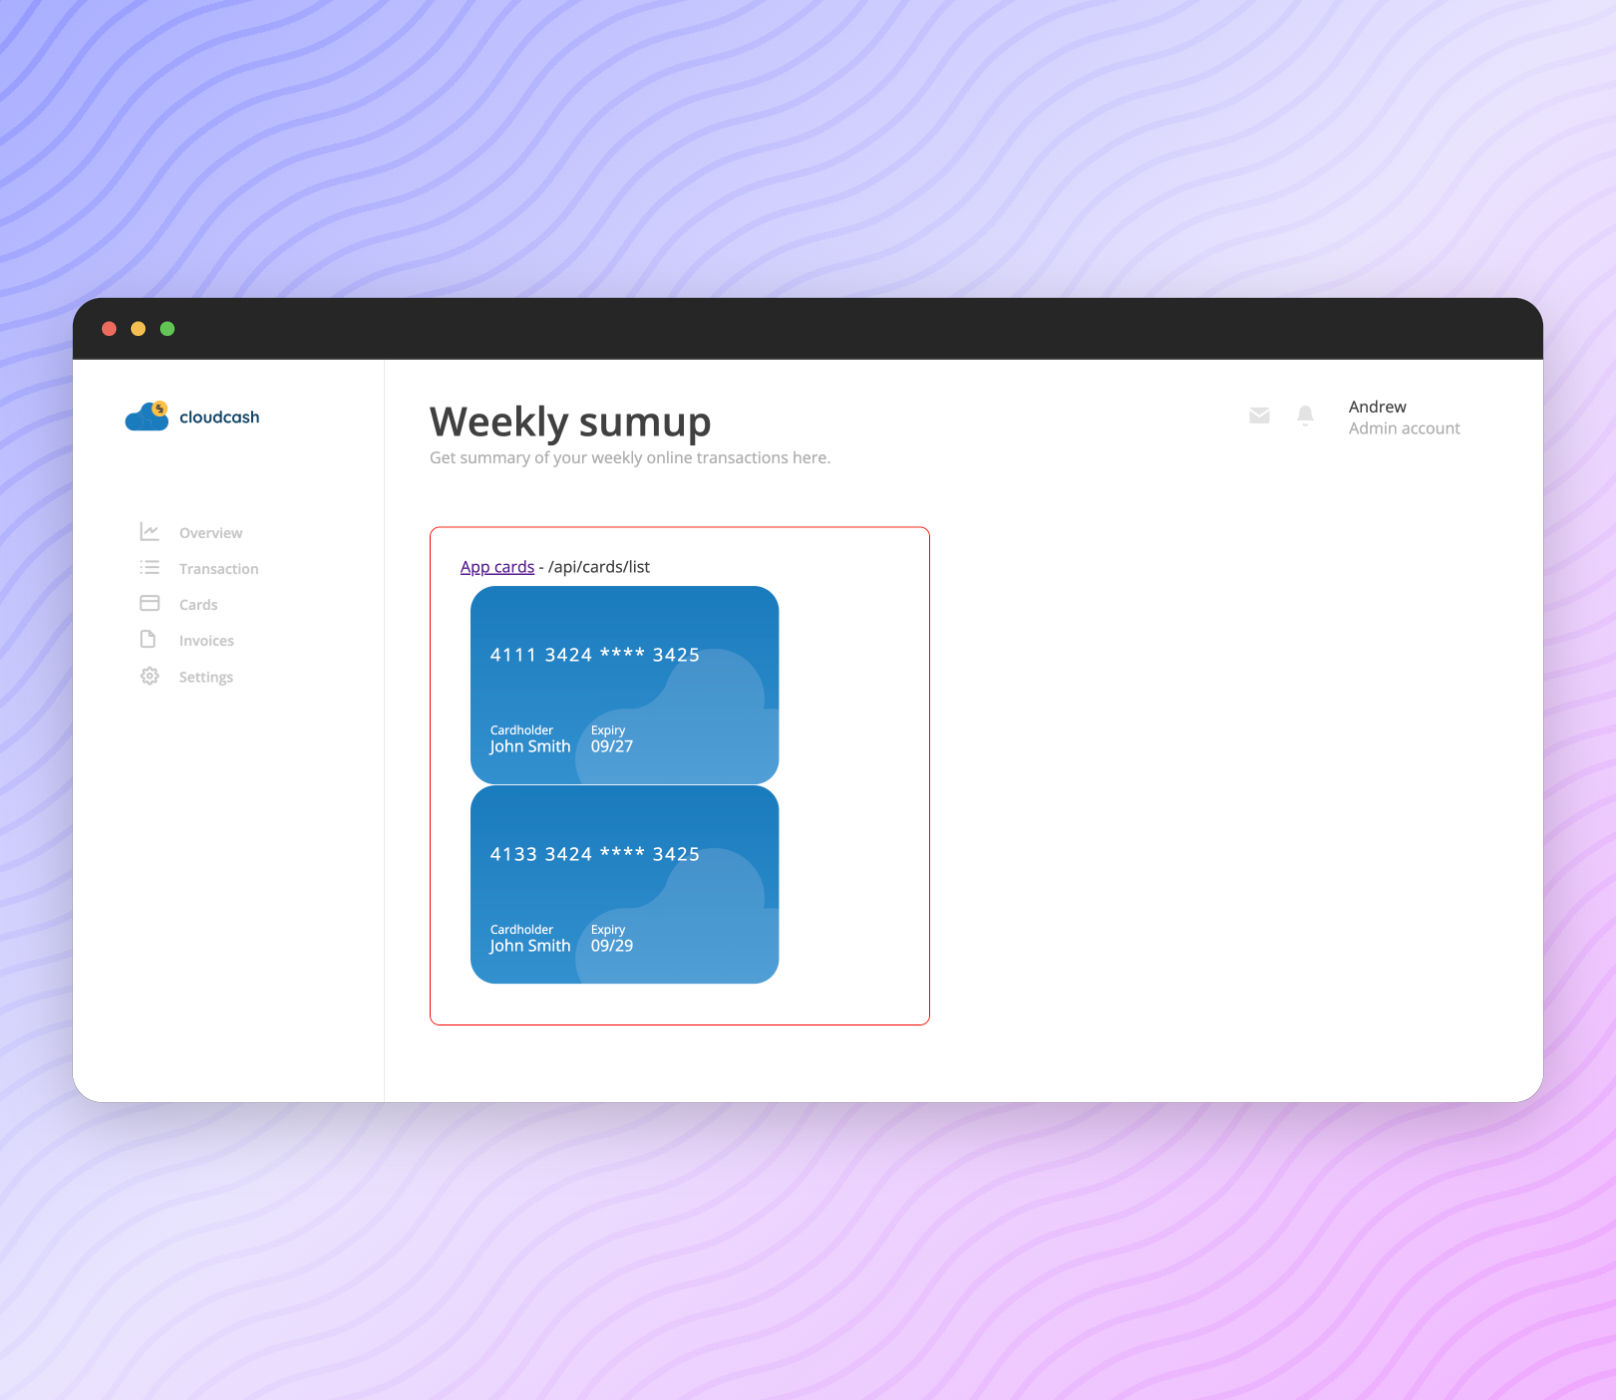 cloudcash
Overview
Transaction
Cards
Invoices
Settings
Weekly sumup
Get summary of your weekly online transactions here.
Andrew
Admin account
App cards - /api/cards/list
4111 3424 **** 3425
Cardholder Expiry
John Smith 09/27
4133 3424 **** 3425
Cardholder Expiry
John Smith 09/29